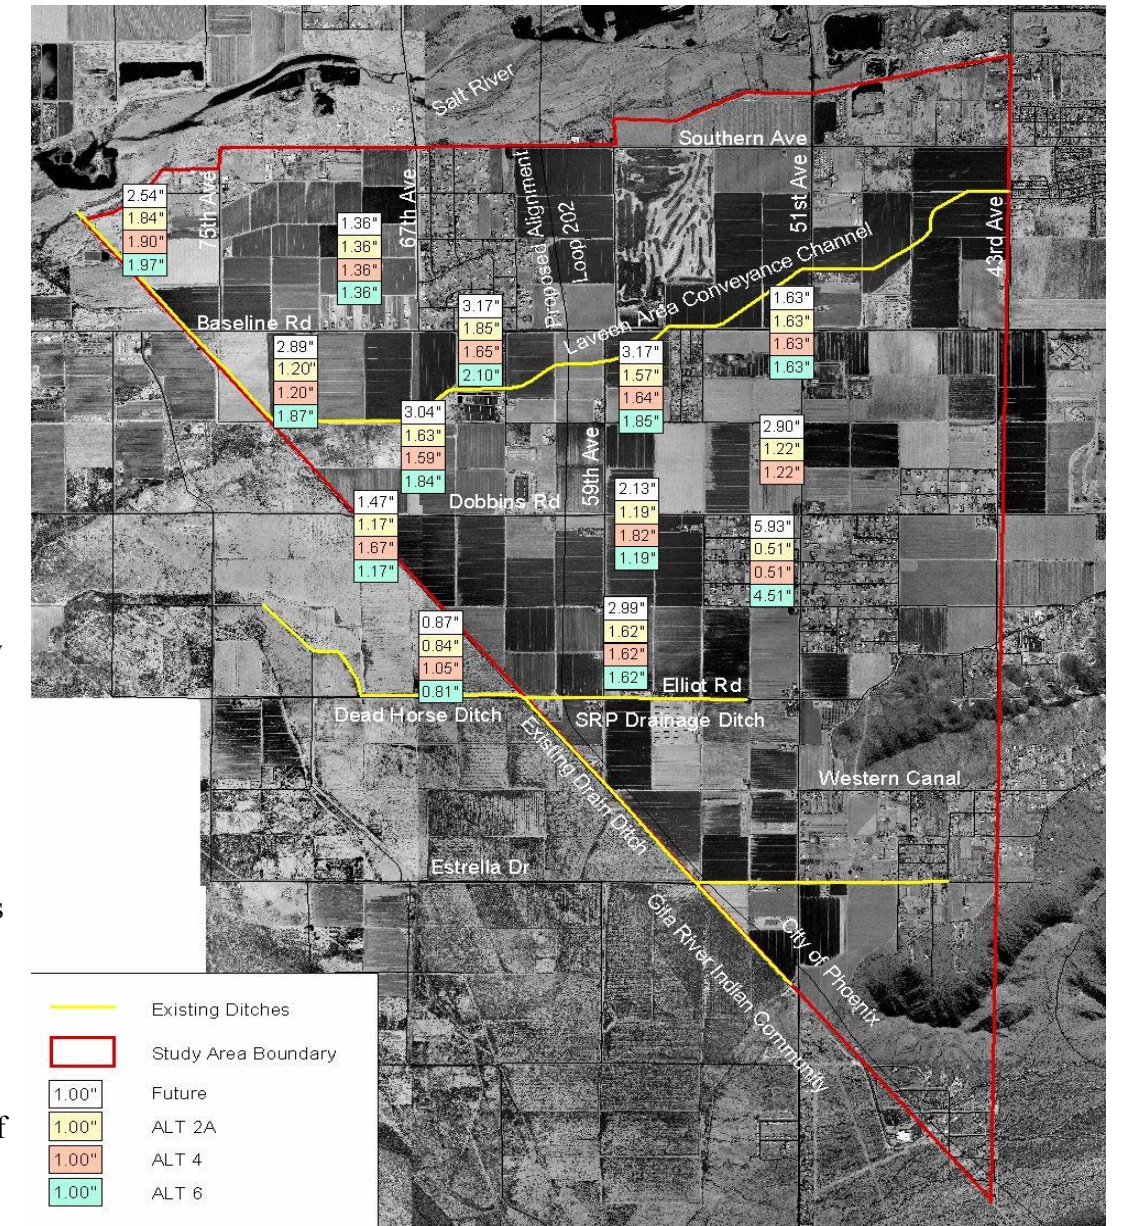 Salt River
Southern Ave
2.54"
1.84"
1.90"
1.97"
75th Ave
1.36"
1.36"
1.36"
1.36"
67th Ave
Proposed Alignment
Loop 202
51st Ave
43rd Ave
Laveen Area Conveyance Channel
Baseline Rd
3.17"
1.85"
1.65"
2.10"
1.63"
1.63"
1.63"
1.63"
2.89"
1.20"
1.20"
1.87"
3.17"
1.57"
1.64"
1.85"
3.04"
1.63"
1.59"
1.84"
2.90"
1.22"
1.22"
59th Ave
Dobbins Rd
1.47"
1.17"
1.67"
1.17"
2.13"
1.19"
1.82"
1.19"
5.93"
0.51"
0.51"
4.51"
0.87"
0.84"
1.05"
0.81"
2.99"
1.62"
1.62"
1.62"
Elliot Rd
Dead Horse Ditch
SRP Drainage Ditch
Existing Drain Ditch
Western Canal
Estrella Dr
Gila River Indian Community
City of Phoenix
Existing Ditches
Study Area Boundary
1.00" Future
1.00" ALT 2A
1.00" ALT 4
1.00" ALT 6